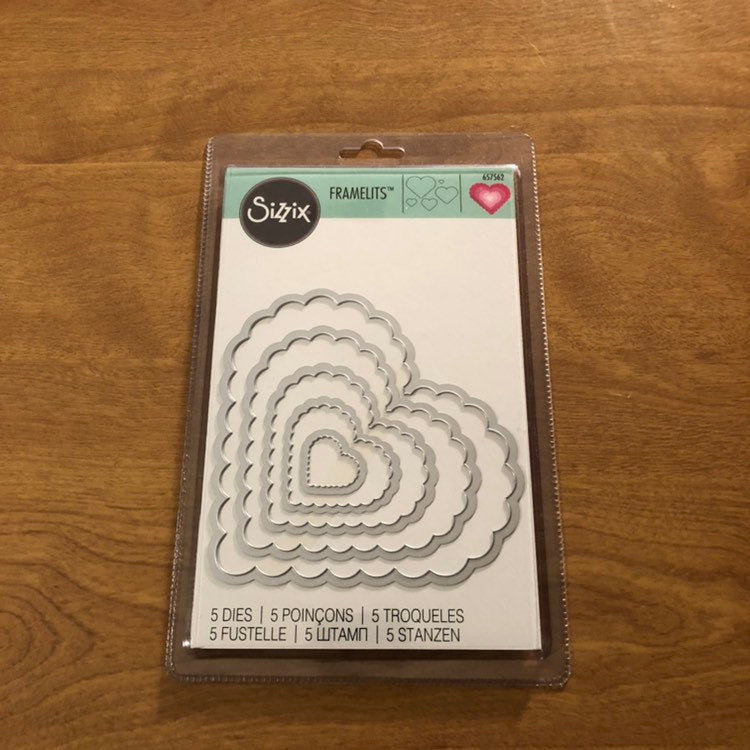 657562
Sizzix
FRAMELITS™
5 DIES | 5 POINÇONS | 5 TROQUELES
5 FUSTELLE | 5 ШТАМП | 5 STANZEN